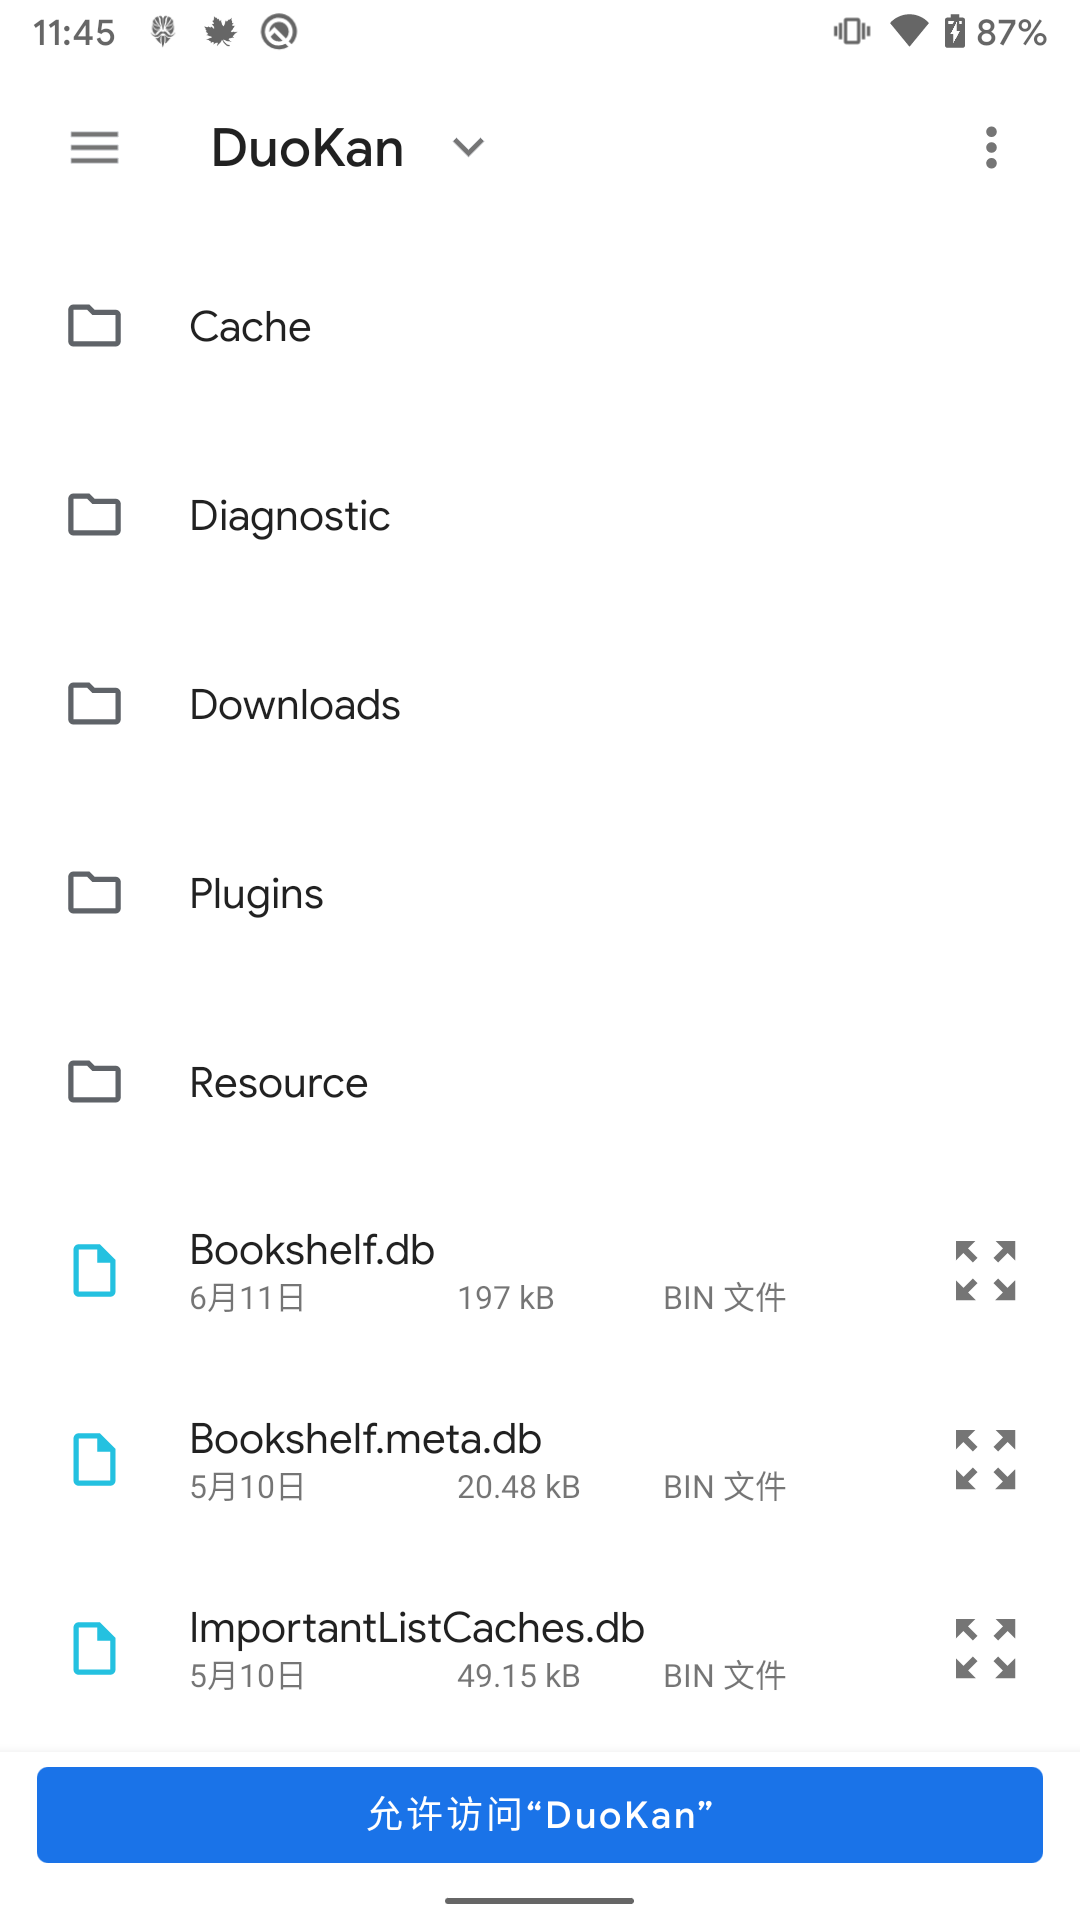 11:45
87%
DuoKan
Cache
Diagnostic
Downloads
Plugins
Resource
Bookshelf.db
6月11日 197 kB BIN 文件
Bookshelf.meta.db
5月10日 20.48 kB BIN 文件
ImportantListCaches.db
5月10日 49.15 kB BIN 文件
允许访问“DuoKan”